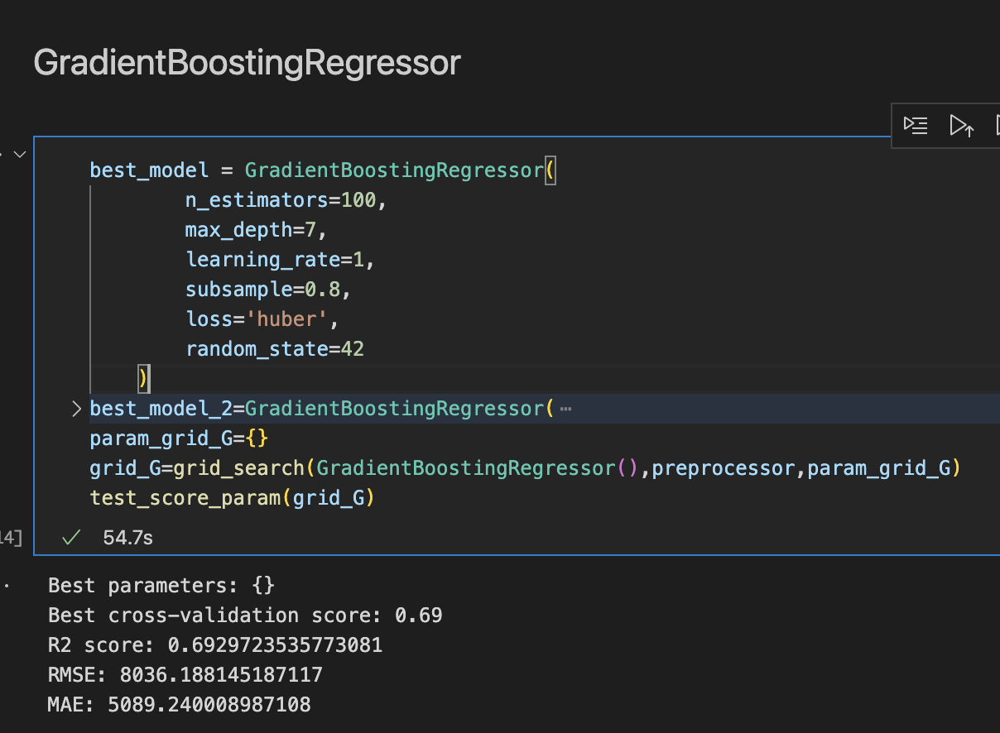 GradientBoostingRegressor
best_model = GradientBoostingRegressor(
n_estimators=100,
max_depth=7,
learning_rate=1,
subsample=0.8,
loss='huber',
random_state=42
)
best_model_2=GradientBoostingRegressor( ⋯
param_grid_G={}
grid_G=grid_search(GradientBoostingRegressor(),preprocessor,param_grid_G)
test_score_param(grid_G)
14] ✓ 54.7s
Best parameters: {}
Best cross-validation score: 0.69
R2 score: 0.6929723535773081
RMSE: 8036.188145187117
MAE: 5089.240008987108